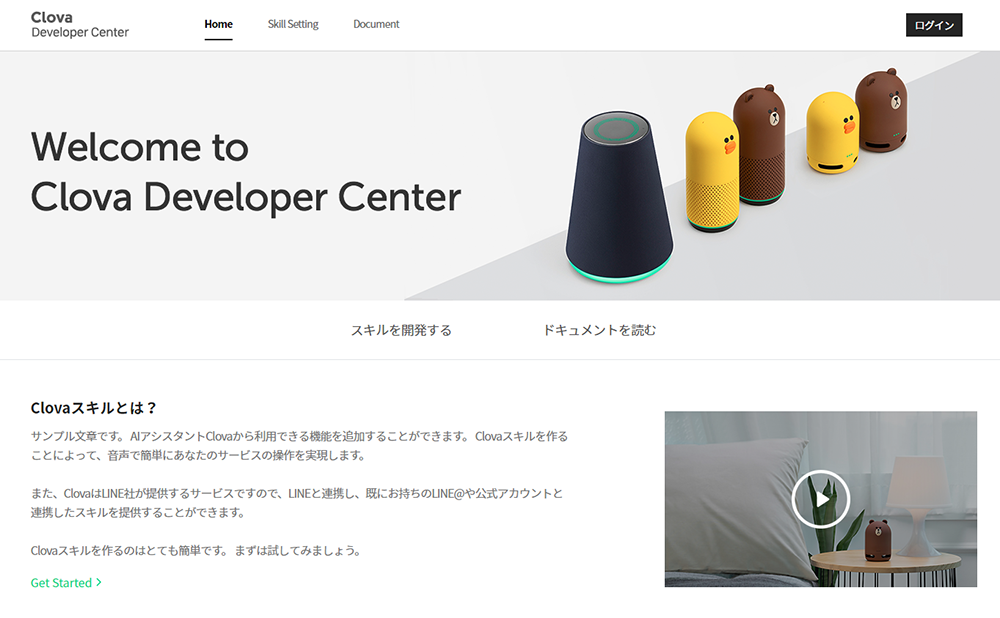 Clova
Developer Center
Home
Skill Setting
Document
ログイン
Welcome to
Clova Developer Center
スキルを開発する
ドキュメントを読む
Clovaスキルとは？
サンプル文章です。 AIアシスタントClovaから利用できる機能を追加することができます。 Clovaスキルを作る
ことによって、音声で簡単にあなたのサービスの操作を実現します。
また、ClovaはLINE社が提供するサービスですので、LINEと連携し、既にお持ちのLINE@や公式アカウントと
連携したスキルを提供することができます。
Clovaスキルを作るのはとても簡単です。 まずは試してみましょう。
Get Started